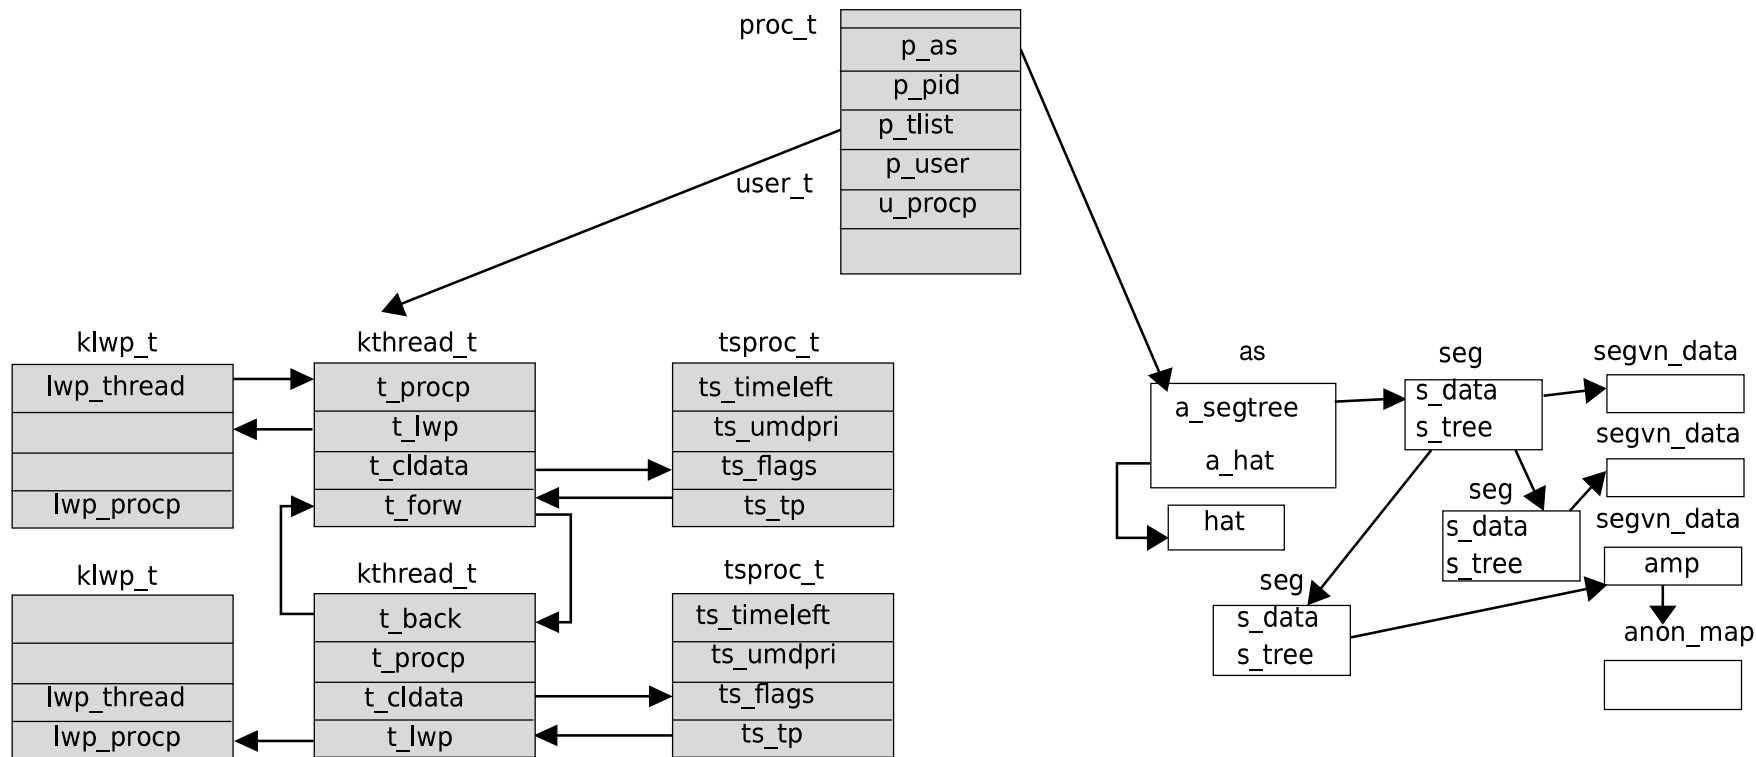 proc_t
p_as
p_pid
p_tlist
p_user
user_t
u_procp
klwp_t
lwp_thread
lwp_procp
kthread_t
t_procp
t_lwp
t_cldata
t_forw
tsproc_t
ts_timeleft
ts_umdpri
ts_flags
ts_tp
klwp_t
lwp_thread
lwp_procp
kthread_t
t_back
t_procp
t_cldata
t_lwp
tsproc_t
ts_timeleft
ts_umdpri
ts_flags
ts_tp
as
a_segtree
a_hat
hat
seg
s_data
s_tree
segvn_data
segvn_data
seg
s_data
s_tree
segvn_data
amp
seg
s_data
s_tree
anon_map